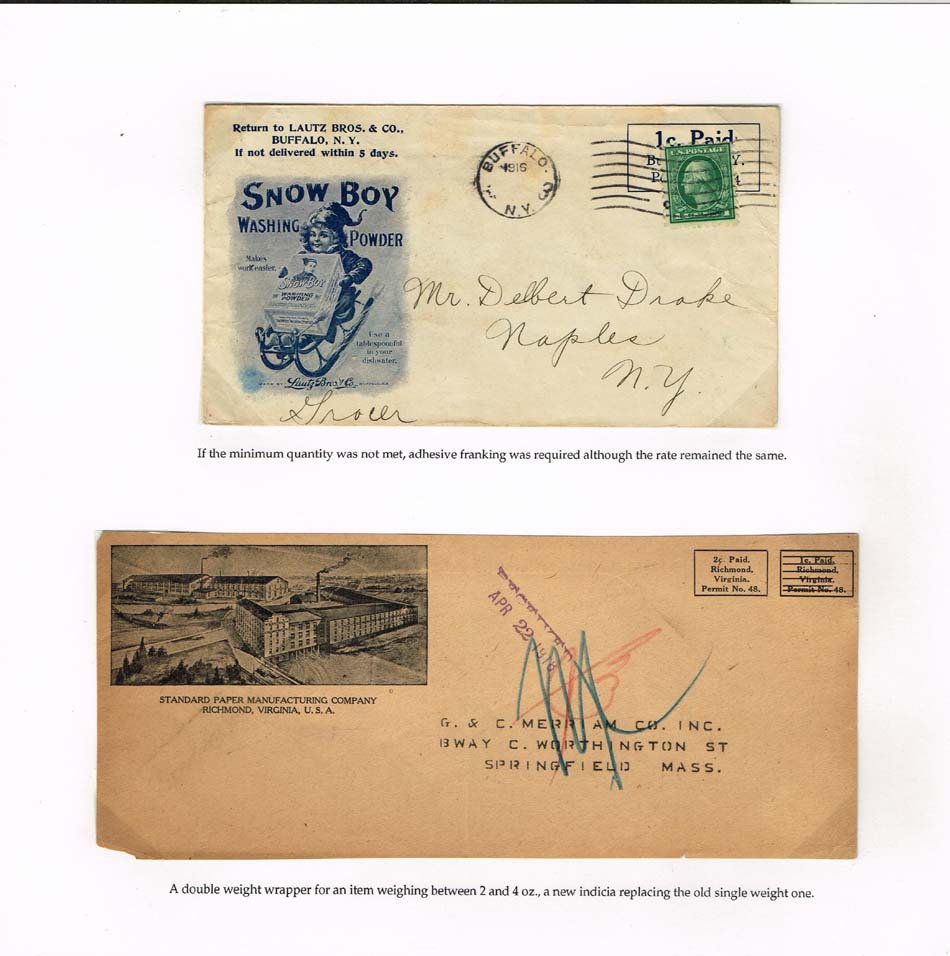 Return to LAUTZ BROS. & CO.,
BUFFALO, N. Y.
If not delivered within 5 days.
BUFFALO.
1916
N.Y.
3
1c. Paid
U.S. POSTAGE
SNOW BOY
WASHING
POWDER
Makes
work easier.
SNOW BOY
WASHING
POWDER
Use a
tablespoonful
in your
dishwater.
MADE BY Lautz Bros. & Co. BUFFALO, N.Y.
Mr. Delbert Drake
Naples
N.Y.
Grocer
If the minimum quantity was not met, adhesive franking was required although the rate remained the same.
2c. Paid.
Richmond,
Virginia.
Permit No. 48.
1c. Paid.
Richmond,
Virginia.
Permit No. 48.
APR 22 1918
STANDARD PAPER MANUFACTURING COMPANY
RICHMOND, VIRGINIA, U. S. A.
G. & C. MERRIAM CO. INC.
BWAY C. WORTHINGTON ST
SPRINGFIELD MASS.
A double weight wrapper for an item weighing between 2 and 4 oz., a new indicia replacing the old single weight one.